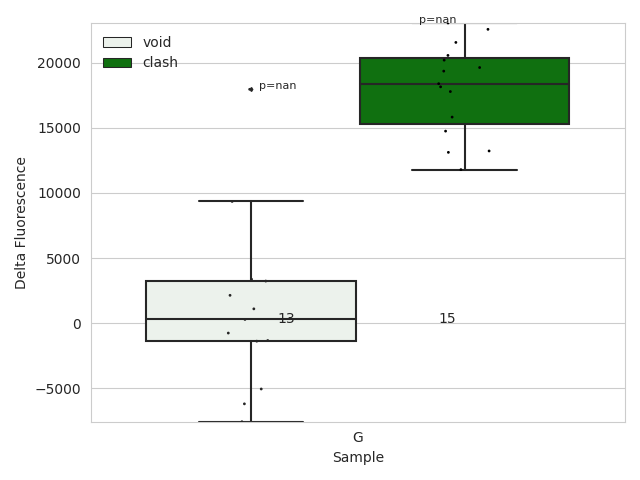 p=nan
void
clash
p=nan
20000
15000
10000
5000
0
−5000
13
15
Delta Fluorescence
G
Sample